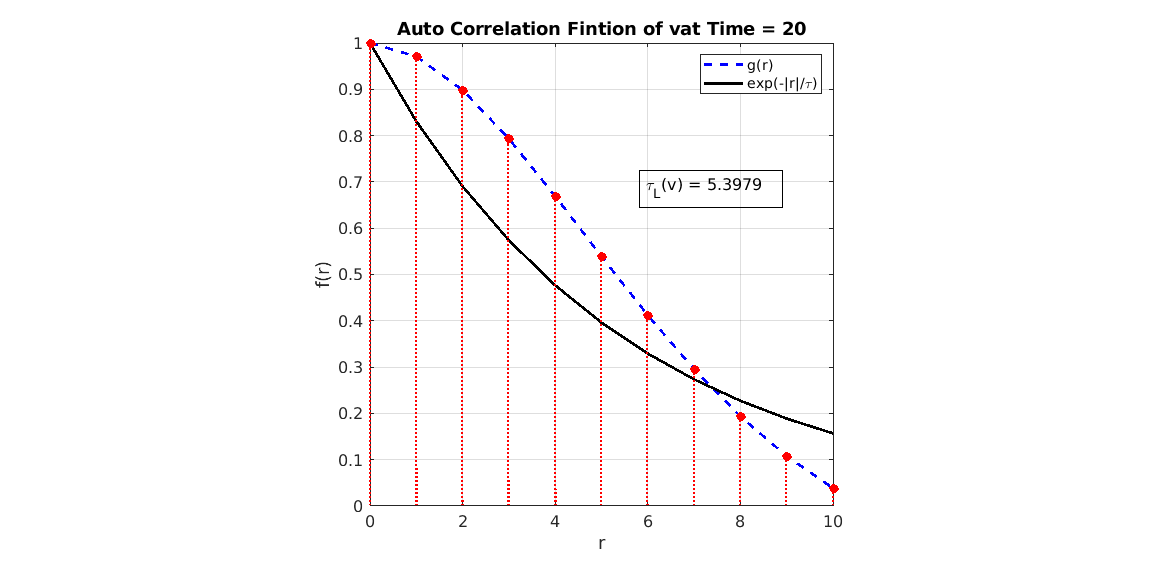 Auto Correlation Fintion of vat Time = 20
1
0.9
0.8
0.7
0.6
0.5
0.4
0.3
0.2
0.1
0
f(r)
g(r)
exp(-|r|/τ)
τL(v) = 5.3979
0 2 4 6 8 10
r